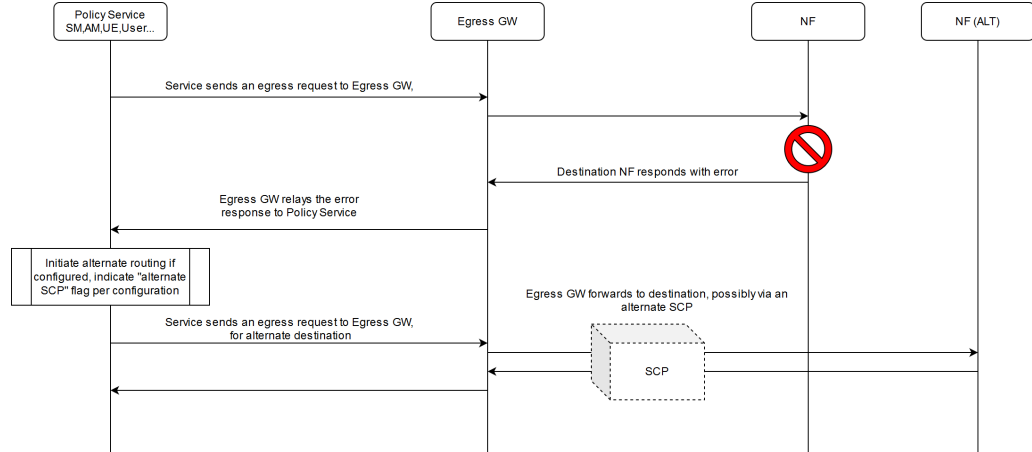 Policy Service
SM,AM,UE,User...
Egress GW
NF
NF (ALT)
Service sends an egress request to Egress GW,
Destination NF responds with error
Egress GW relays the error
response to Policy Service
Initiate alternate routing if
configured, indicate "alternate
SCP" flag per configuration
Egress GW forwards to destination, possibly via an
alternate SCP
Service sends an egress request to Egress GW,
for alternate destination
SCP